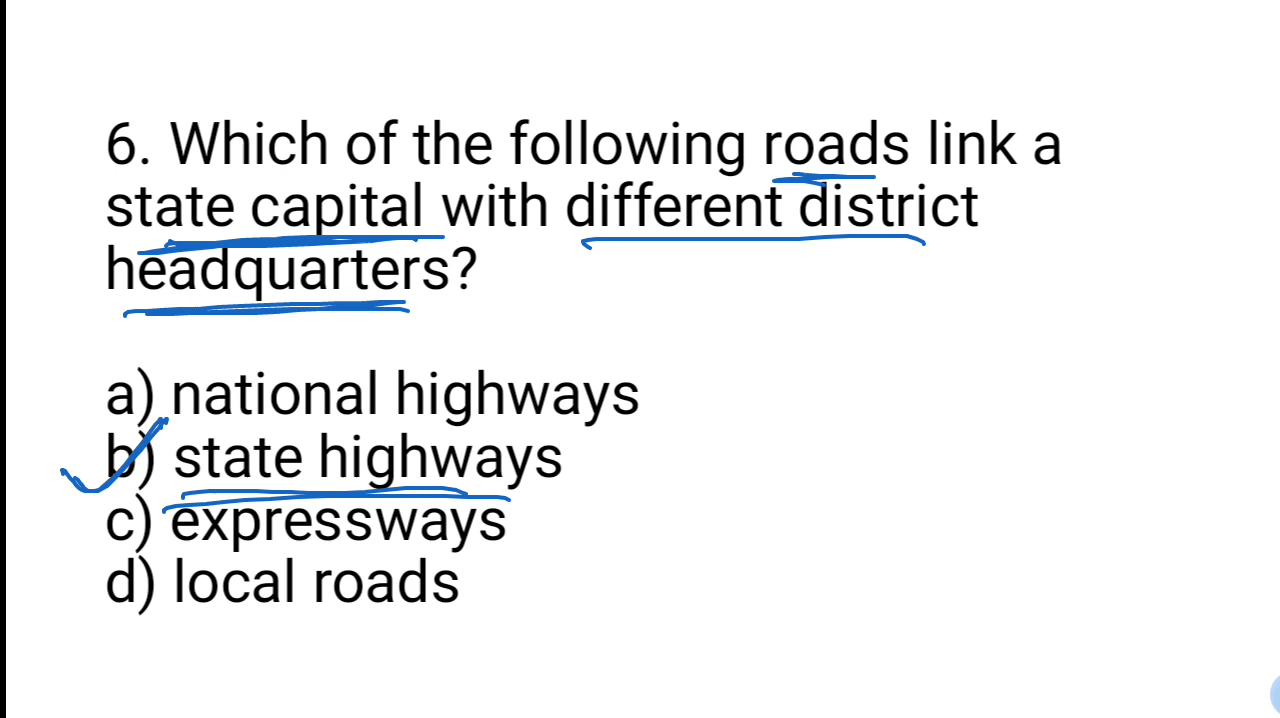 6. Which of the following roads link a
state capital with different district
headquarters?
a) national highways
b) state highways
c) expressways
d) local roads